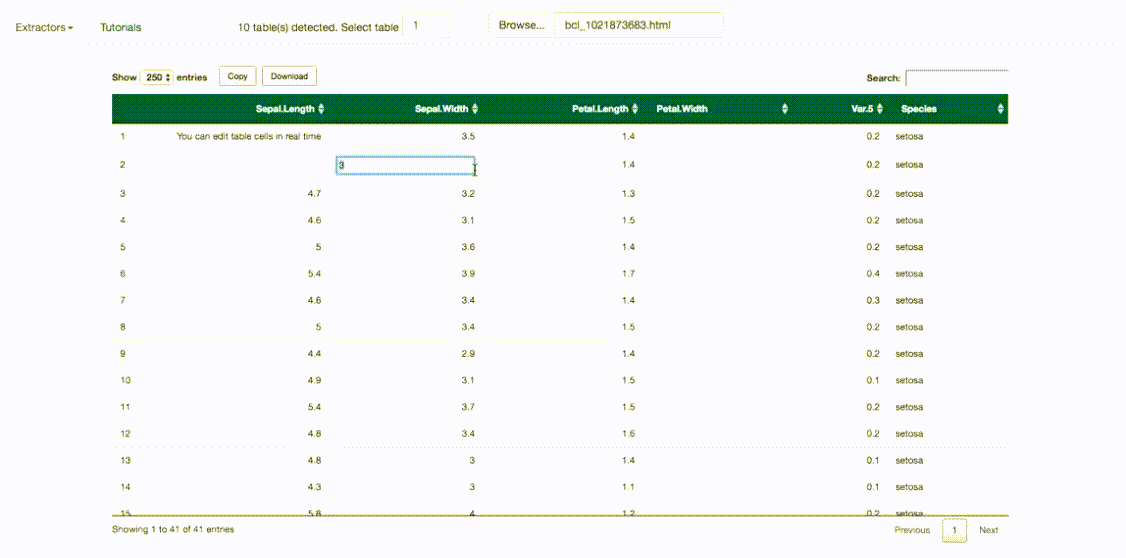 Extractors Tutorials 10 table(s) detected. Select table 1 Browse... bcl_1021873683.html
Show 250 entries Copy Download Search:
Sepal.Length Sepal.Width Petal.Length Petal.Width Var.5 Species
1 You can edit table cells in real time 3.5 1.4 0.2 setosa
2 3 1.4 0.2 setosa
3 4.7 3.2 1.3 0.2 setosa
4 4.6 3.1 1.5 0.2 setosa
5 5 3.6 1.4 0.2 setosa
6 5.4 3.9 1.7 0.4 setosa
7 4.6 3.4 1.4 0.3 setosa
8 5 3.4 1.5 0.2 setosa
9 4.4 2.9 1.4 0.2 setosa
10 4.9 3.1 1.5 0.1 setosa
11 5.4 3.7 1.5 0.2 setosa
12 4.8 3.4 1.6 0.2 setosa
13 4.8 3 1.4 0.1 setosa
14 4.3 3 1.1 0.1 setosa
15 5.8 4 1.2 0.2 setosa
Showing 1 to 41 of 41 entries Previous 1 Next